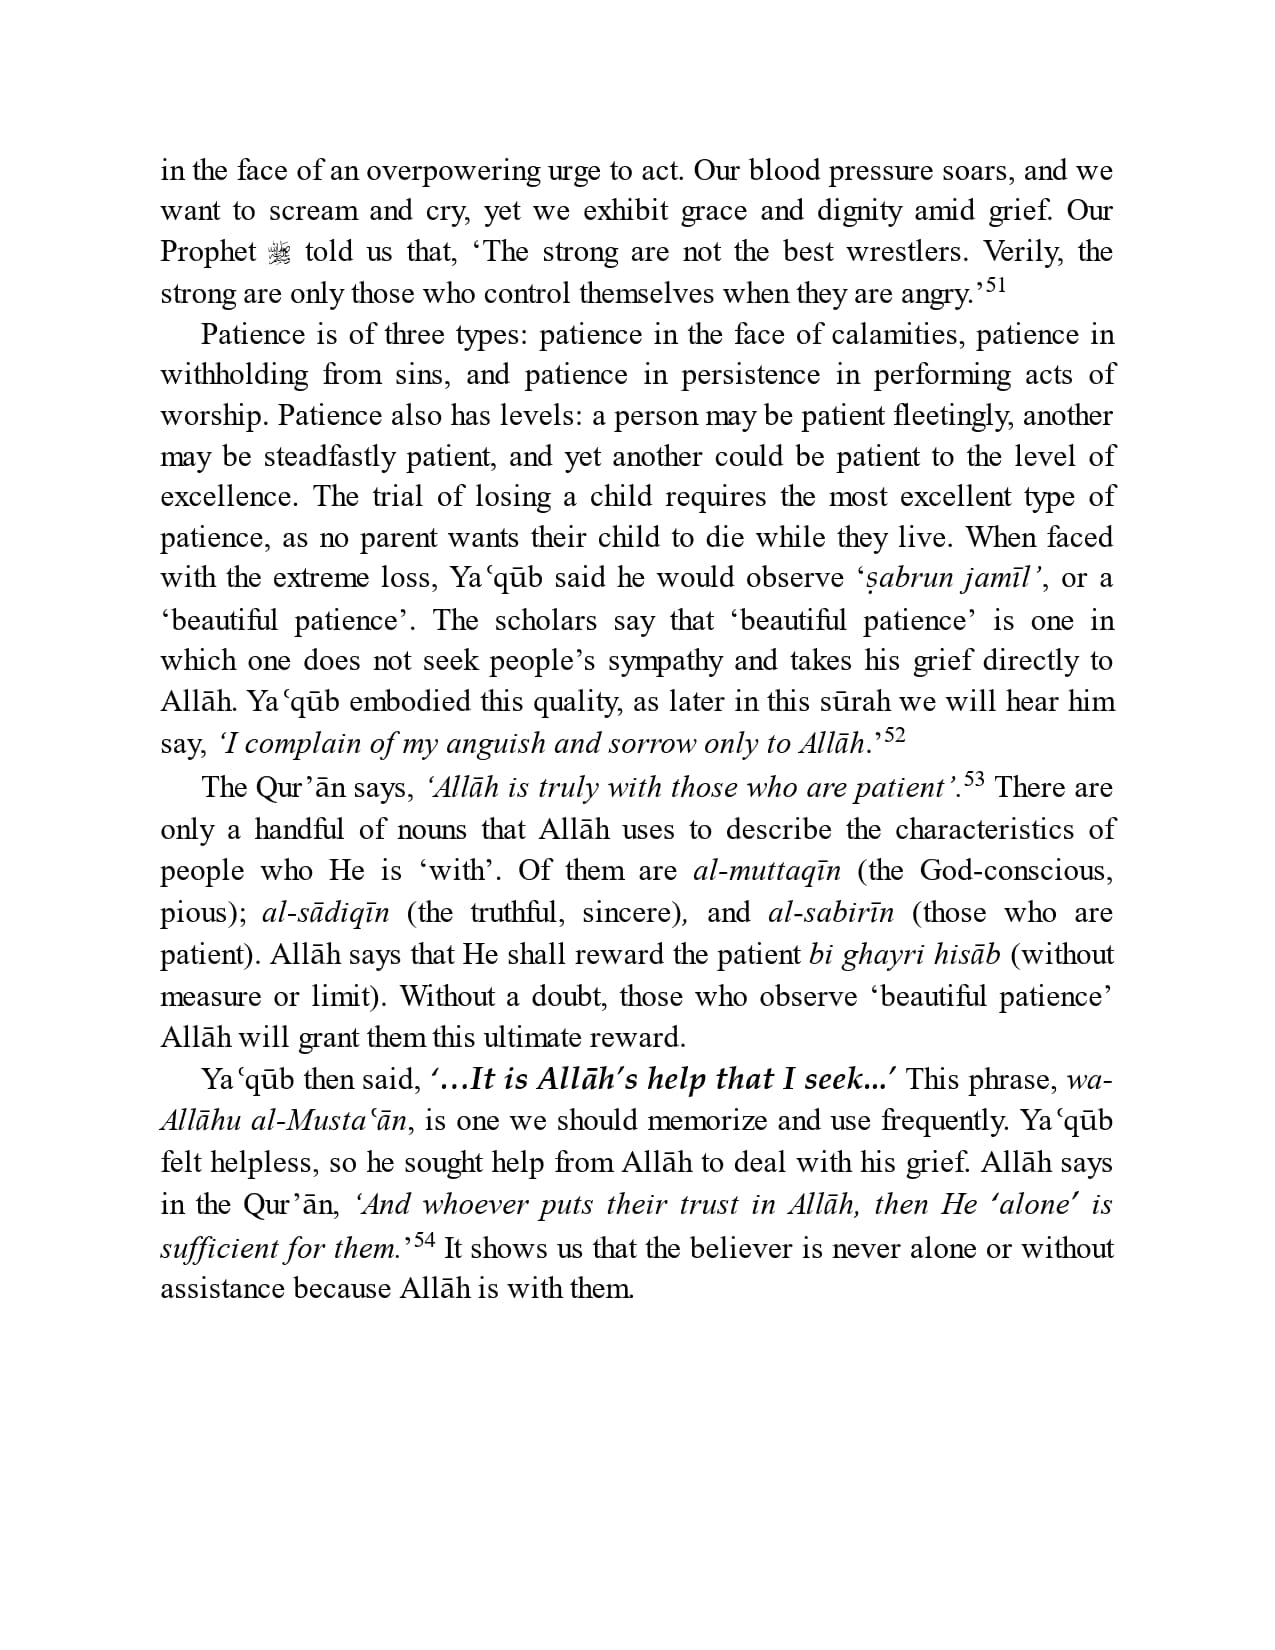 in the face of an overpowering urge to act. Our blood pressure soars, and we
want to scream and cry, yet we exhibit grace and dignity amid grief. Our
Prophet ﷺ told us that, ‘The strong are not the best wrestlers. Verily, the
strong are only those who control themselves when they are angry.’51
Patience is of three types: patience in the face of calamities, patience in
withholding from sins, and patience in persistence in performing acts of
worship. Patience also has levels: a person may be patient fleetingly, another
may be steadfastly patient, and yet another could be patient to the level of
excellence. The trial of losing a child requires the most excellent type of
patience, as no parent wants their child to die while they live. When faced
with the extreme loss, Yaʿqūb said he would observe ‘ṣabrun jamīl’, or a
‘beautiful patience’. The scholars say that ‘beautiful patience’ is one in
which one does not seek people’s sympathy and takes his grief directly to
Allāh. Yaʿqūb embodied this quality, as later in this sūrah we will hear him
say, ‘I complain of my anguish and sorrow only to Allāh.’52
The Qur’ān says, ‘Allāh is truly with those who are patient’.53 There are
only a handful of nouns that Allāh uses to describe the characteristics of
people who He is ‘with’. Of them are al-muttaqīn (the God-conscious,
pious); al-sādiqīn (the truthful, sincere), and al-sabirīn (those who are
patient). Allāh says that He shall reward the patient bi ghayri hisāb (without
measure or limit). Without a doubt, those who observe ‘beautiful patience’
Allāh will grant them this ultimate reward.
Yaʿqūb then said, ‘…It is Allāh’s help that I seek...’ This phrase, wa-
Allāhu al-Mustaʿān, is one we should memorize and use frequently. Yaʿqūb
felt helpless, so he sought help from Allāh to deal with his grief. Allāh says
in the Qur’ān, ‘And whoever puts their trust in Allāh, then He ‘alone’ is
sufficient for them.’54 It shows us that the believer is never alone or without
assistance because Allāh is with them.